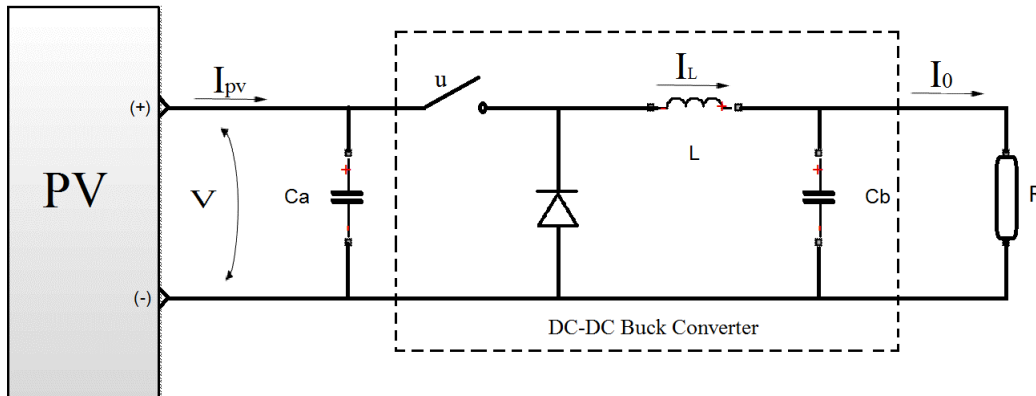 PV
(+)
(-)
Ipv
V
Ca
u
IL
L
Cb
I0
DC-DC Buck Converter